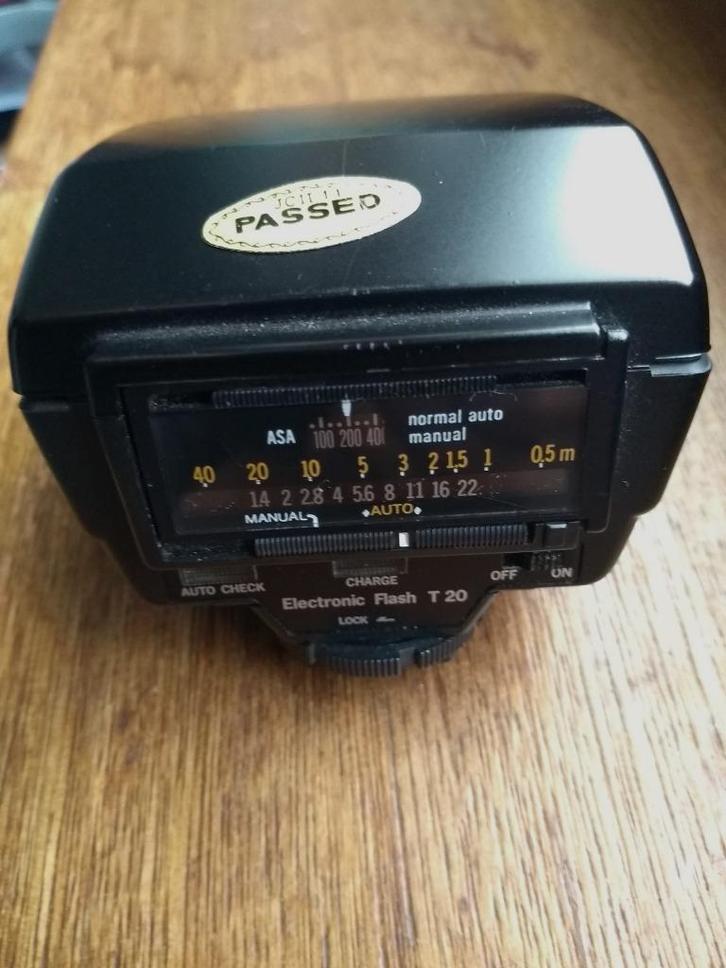 JCII
PASSED
ASA 100 200 400 normal auto
manual
40 20 10 5 3 2 1.5 1 0.5 m
1.4 2 2.8 4 5.6 8 11 16 22
MANUAL AUTO
AUTO CHECK CHARGE OFF ON
Electronic Flash T 20
LOCK